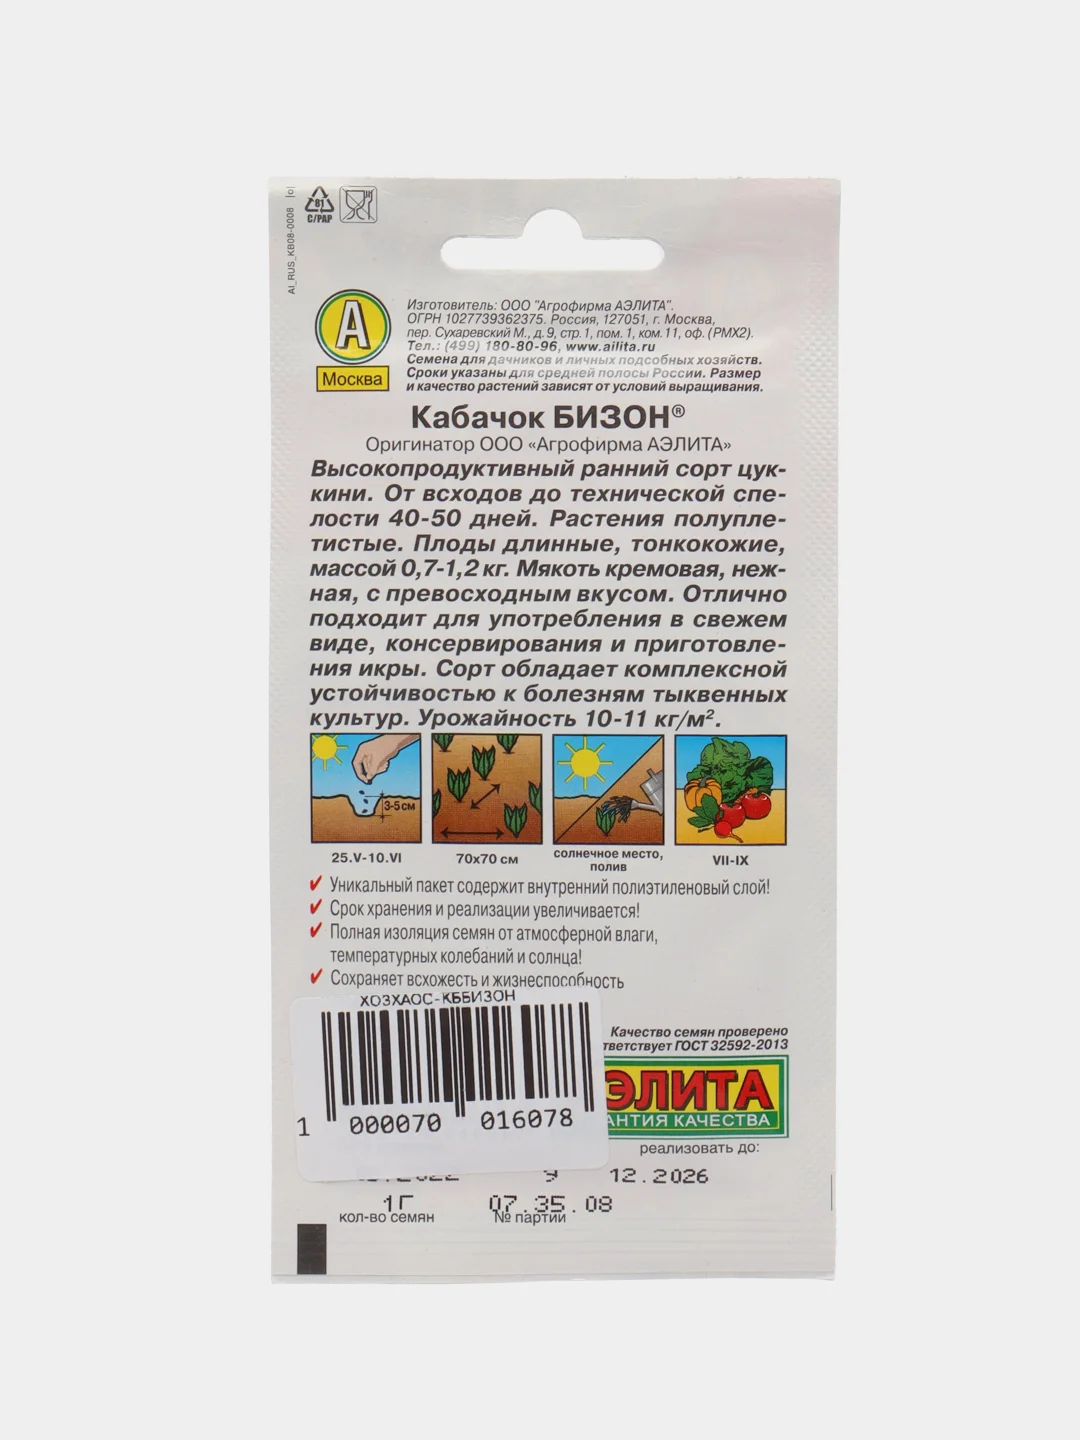 AI_RUS_KB08-0008
81
C/PAP
А
Москва
Изготовитель: ООО "Агрофирма АЭЛИТА".
ОГРН 1027739362375. Россия, 127051, г. Москва,
пер. Сухаревский М., д. 9, стр. 1, пом. 1, ком. 11, оф. (РМХ2).
Тел.: (499) 180-80-96, www.ailita.ru
Семена для дачников и личных подсобных хозяйств.
Сроки указаны для средней полосы России. Размер
и качество растений зависят от условий выращивания.
Кабачок БИЗОН®
Оригинатор ООО «Агрофирма АЭЛИТА»
Высокопродуктивный ранний сорт цук-
кини. От всходов до технической спе-
лости 40-50 дней. Растения полупле-
тистые. Плоды длинные, тонкокожие,
массой 0,7-1,2 кг. Мякоть кремовая, неж-
ная, с превосходным вкусом. Отлично
подходит для употребления в свежем
виде, консервирования и приготовле-
ния икры. Сорт обладает комплексной
устойчивостью к болезням тыквенных
культур. Урожайность 10-11 кг/м².
3-5 см
25.V-10.VI
70х70 см
солнечное место,
полив
VII-IX
Уникальный пакет содержит внутренний полиэтиленовый слой!
Срок хранения и реализации увеличивается!
Полная изоляция семян от атмосферной влаги,
температурных колебаний и солнца!
Сохраняет всхожесть и жизнеспособность
ХОЗХАОС-КББИЗОН
1 000070 016078
Качество семян проверено
тветствует ГОСТ 32592-2013
ЭЛИТА
АНТИЯ КАЧЕСТВА
реализовать до:
12.2026
1Г
07.35.08
кол-во семян
№ партии